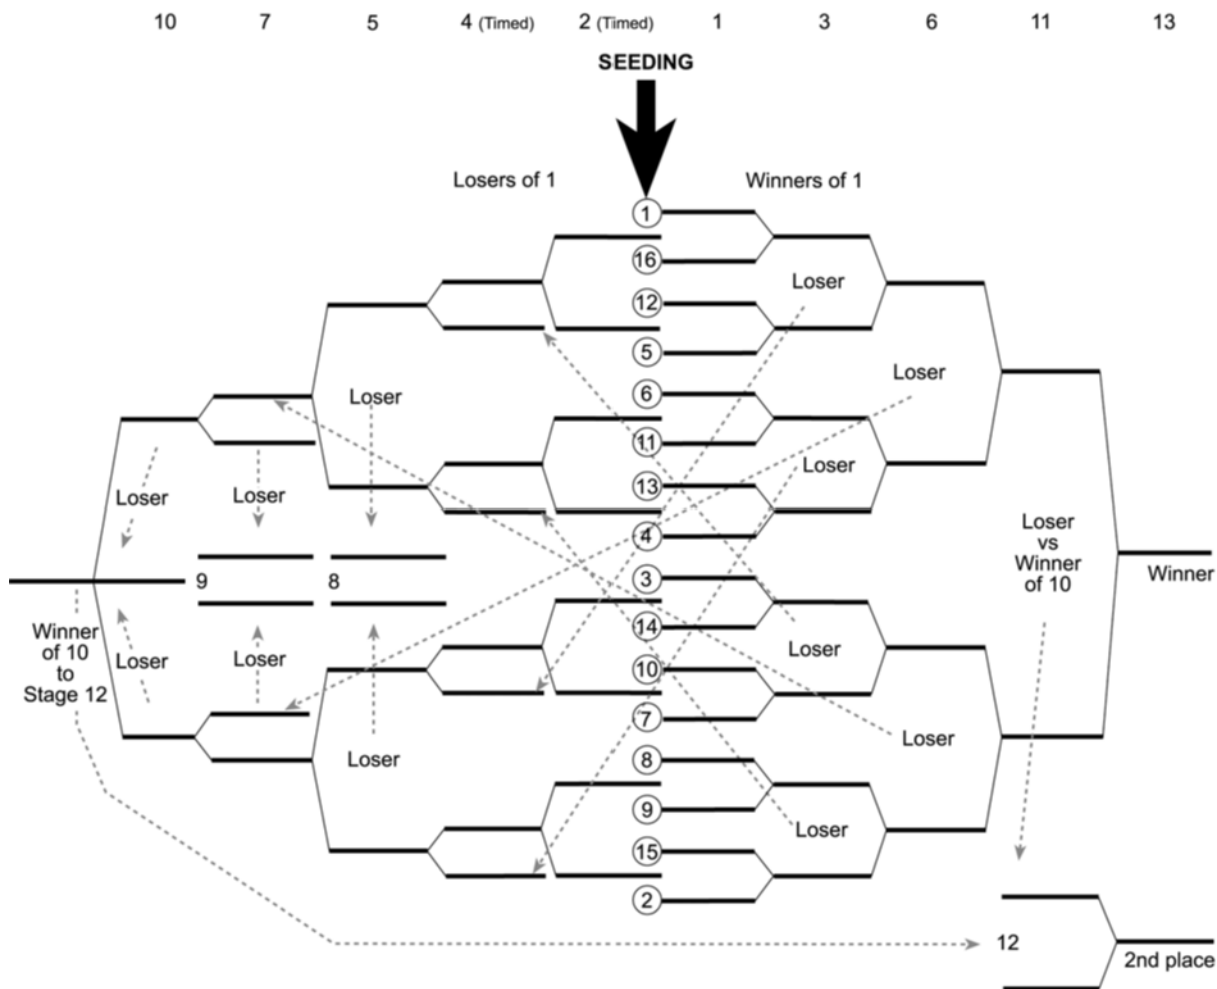 10 7 5 4 (Timed) 2 (Timed) 1 3 6 11 13
SEEDING
Losers of 1
Winners of 1
1
16
12
5
6
11
13
4
3
14
10
7
8
9
15
2
Loser
Loser
Loser
Loser
Loser
Loser
Loser
Loser
Loser
Loser
9
8
Loser
Loser
Loser
Winner
of 10
to
Stage 12
Loser
vs
Winner
of 10
Winner
12
2nd place